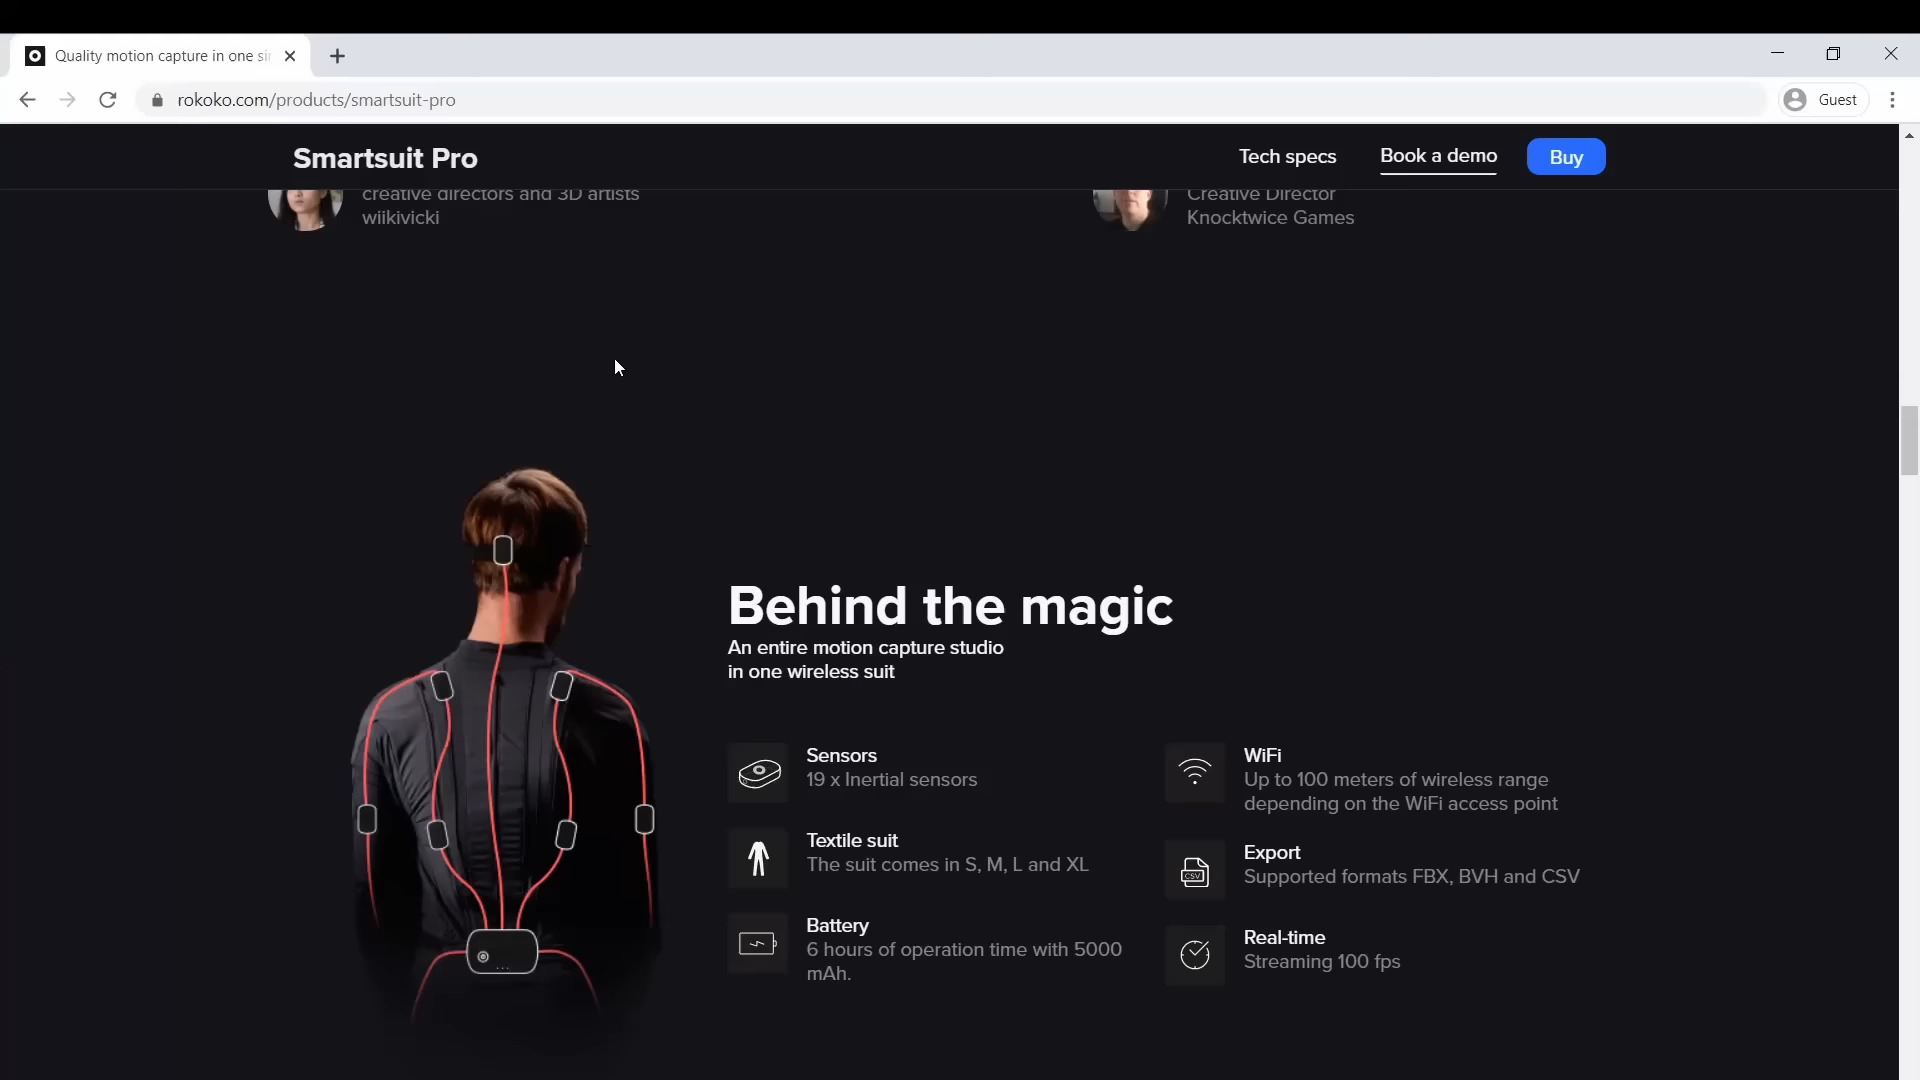 Quality motion capture in one si
rokoko.com/products/smartsuit-pro
Guest
Smartsuit Pro
Tech specs
Book a demo
Buy
creative directors and 3D artists
wiikivicki
Creative Director
Knocktwice Games
Behind the magic
An entire motion capture studio
in one wireless suit
Sensors
19 x Inertial sensors
Textile suit
The suit comes in S, M, L and XL
Battery
6 hours of operation time with 5000
mAh.
WiFi
Up to 100 meters of wireless range
depending on the WiFi access point
CSV
Export
Supported formats FBX, BVH and CSV
Real-time
Streaming 100 fps